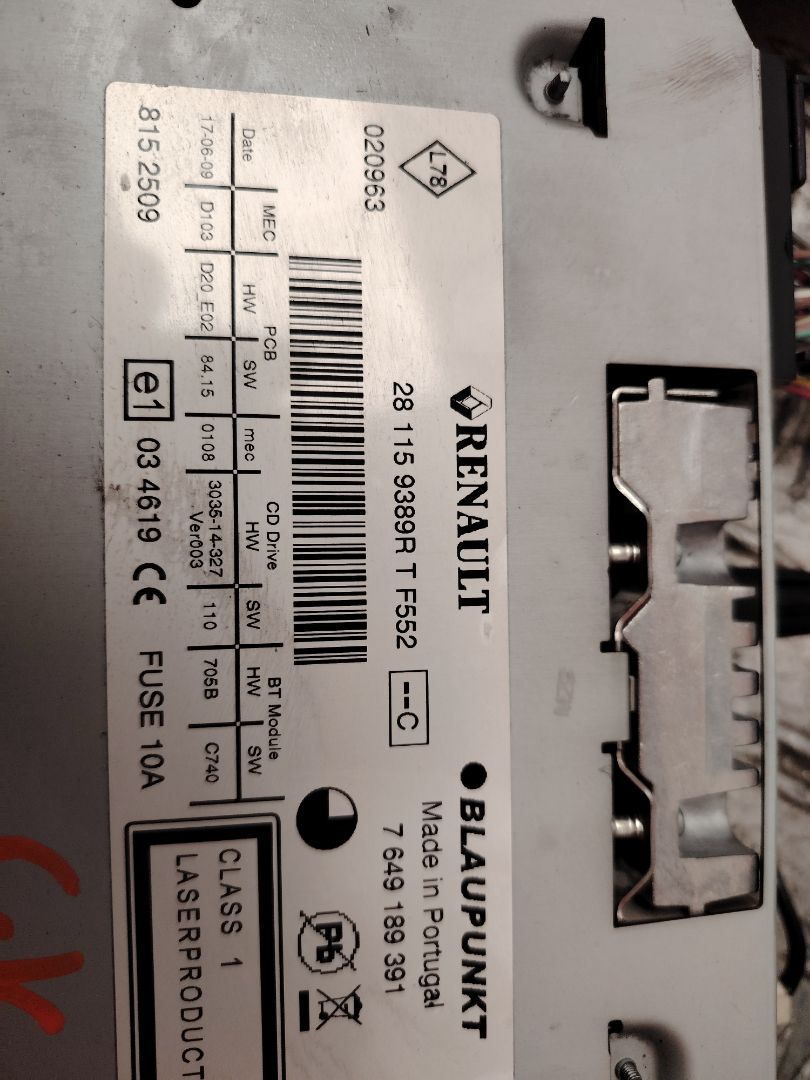 L78
RENAULT
BLAUPUNKT
Made in Portugal
020963
28 115 9389R T F552 --C
7 649 189 391
MEC PCB CD Drive BT Module
Date HW SW mec HW SW HW SW
17-06-09 D103 D20_E02 84.15 0108 3035-14-327 110 705B C740
Ver003
815 2509
e1 03 4619 CE FUSE 10A
Pb
CLASS 1
LASERPRODUCT